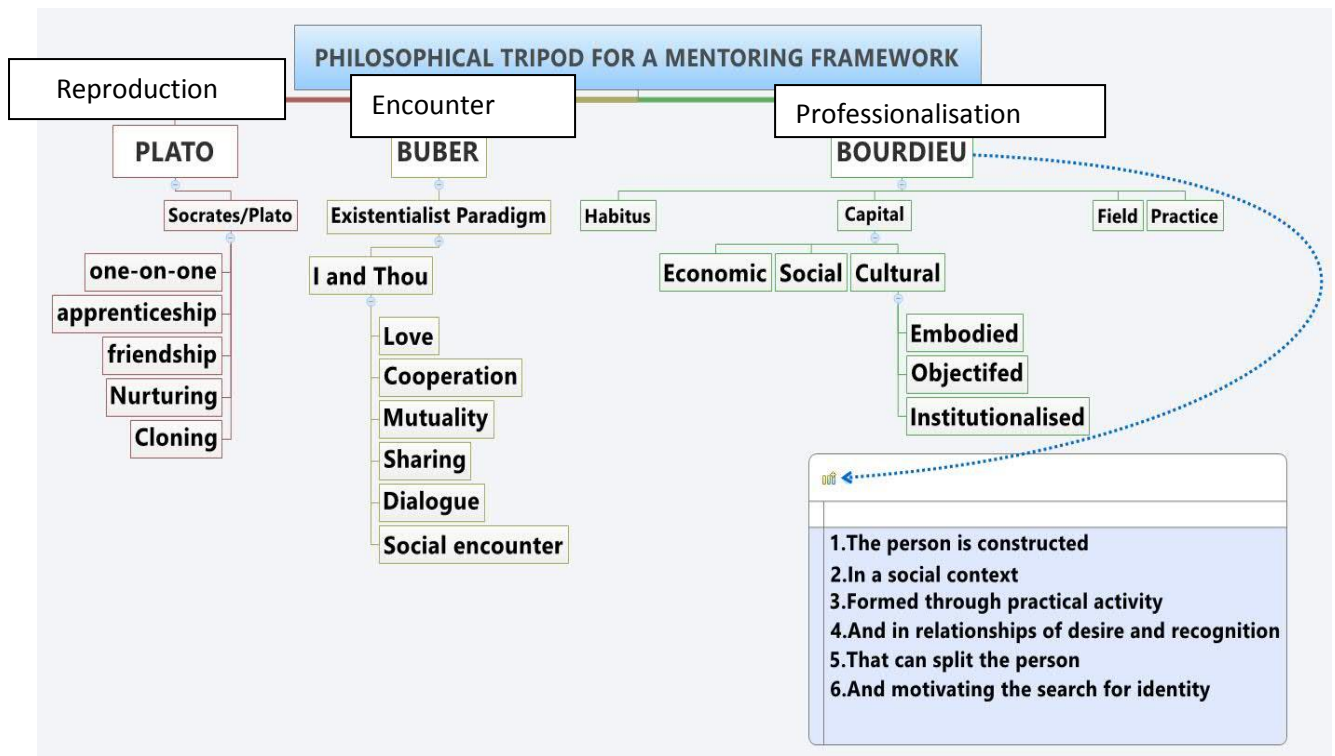 PHILOSOPHICAL TRIPOD FOR A MENTORING FRAMEWORK
Reproduction
Encounter
Professionalisation
PLATO
Socrates/Plato
one-on-one
apprenticeship
friendship
Nurturing
Cloning
BUBER
Existentialist Paradigm
I and Thou
Love
Cooperation
Mutuality
Sharing
Dialogue
Social encounter
BOURDIEU
Habitus
Capital
Field
Practice
Economic
Social
Cultural
Embodied
Objectifed
Institutionalised
1.The person is constructed
2.In a social context
3.Formed through practical activity
4.And in relationships of desire and recognition
5.That can split the person
6.And motivating the search for identity